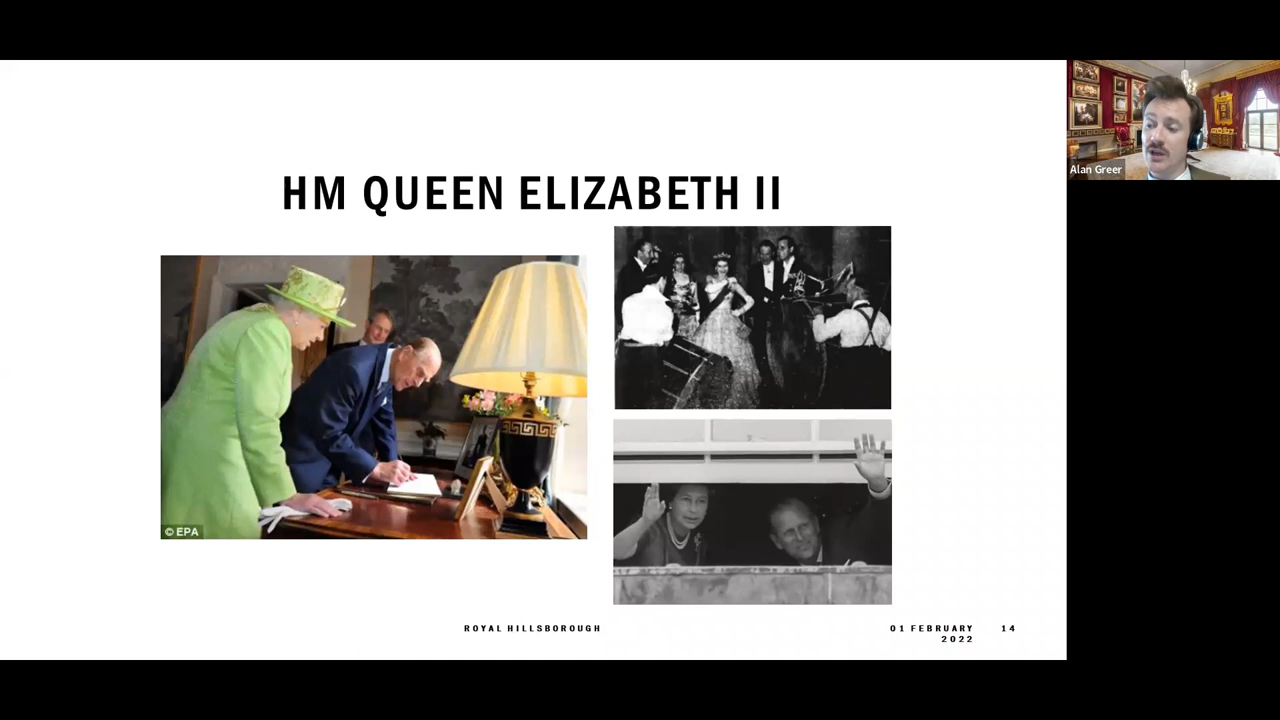 Alan Greer
HM QUEEN ELIZABETH II
© EPA
ROYAL HILLSBOROUGH
01 FEBRUARY
2022
14